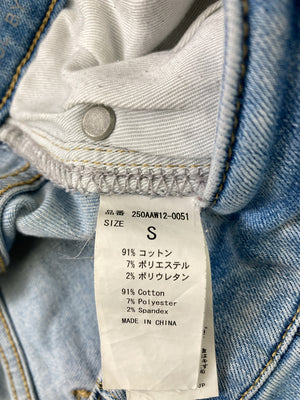 品番 250AAW12-0051
SIZE
S
91% コットン
7% ポリエステル
2% ポリウレタン
91% Cotton
7% Polyester
2% Spandex
MADE IN CHINA
JP